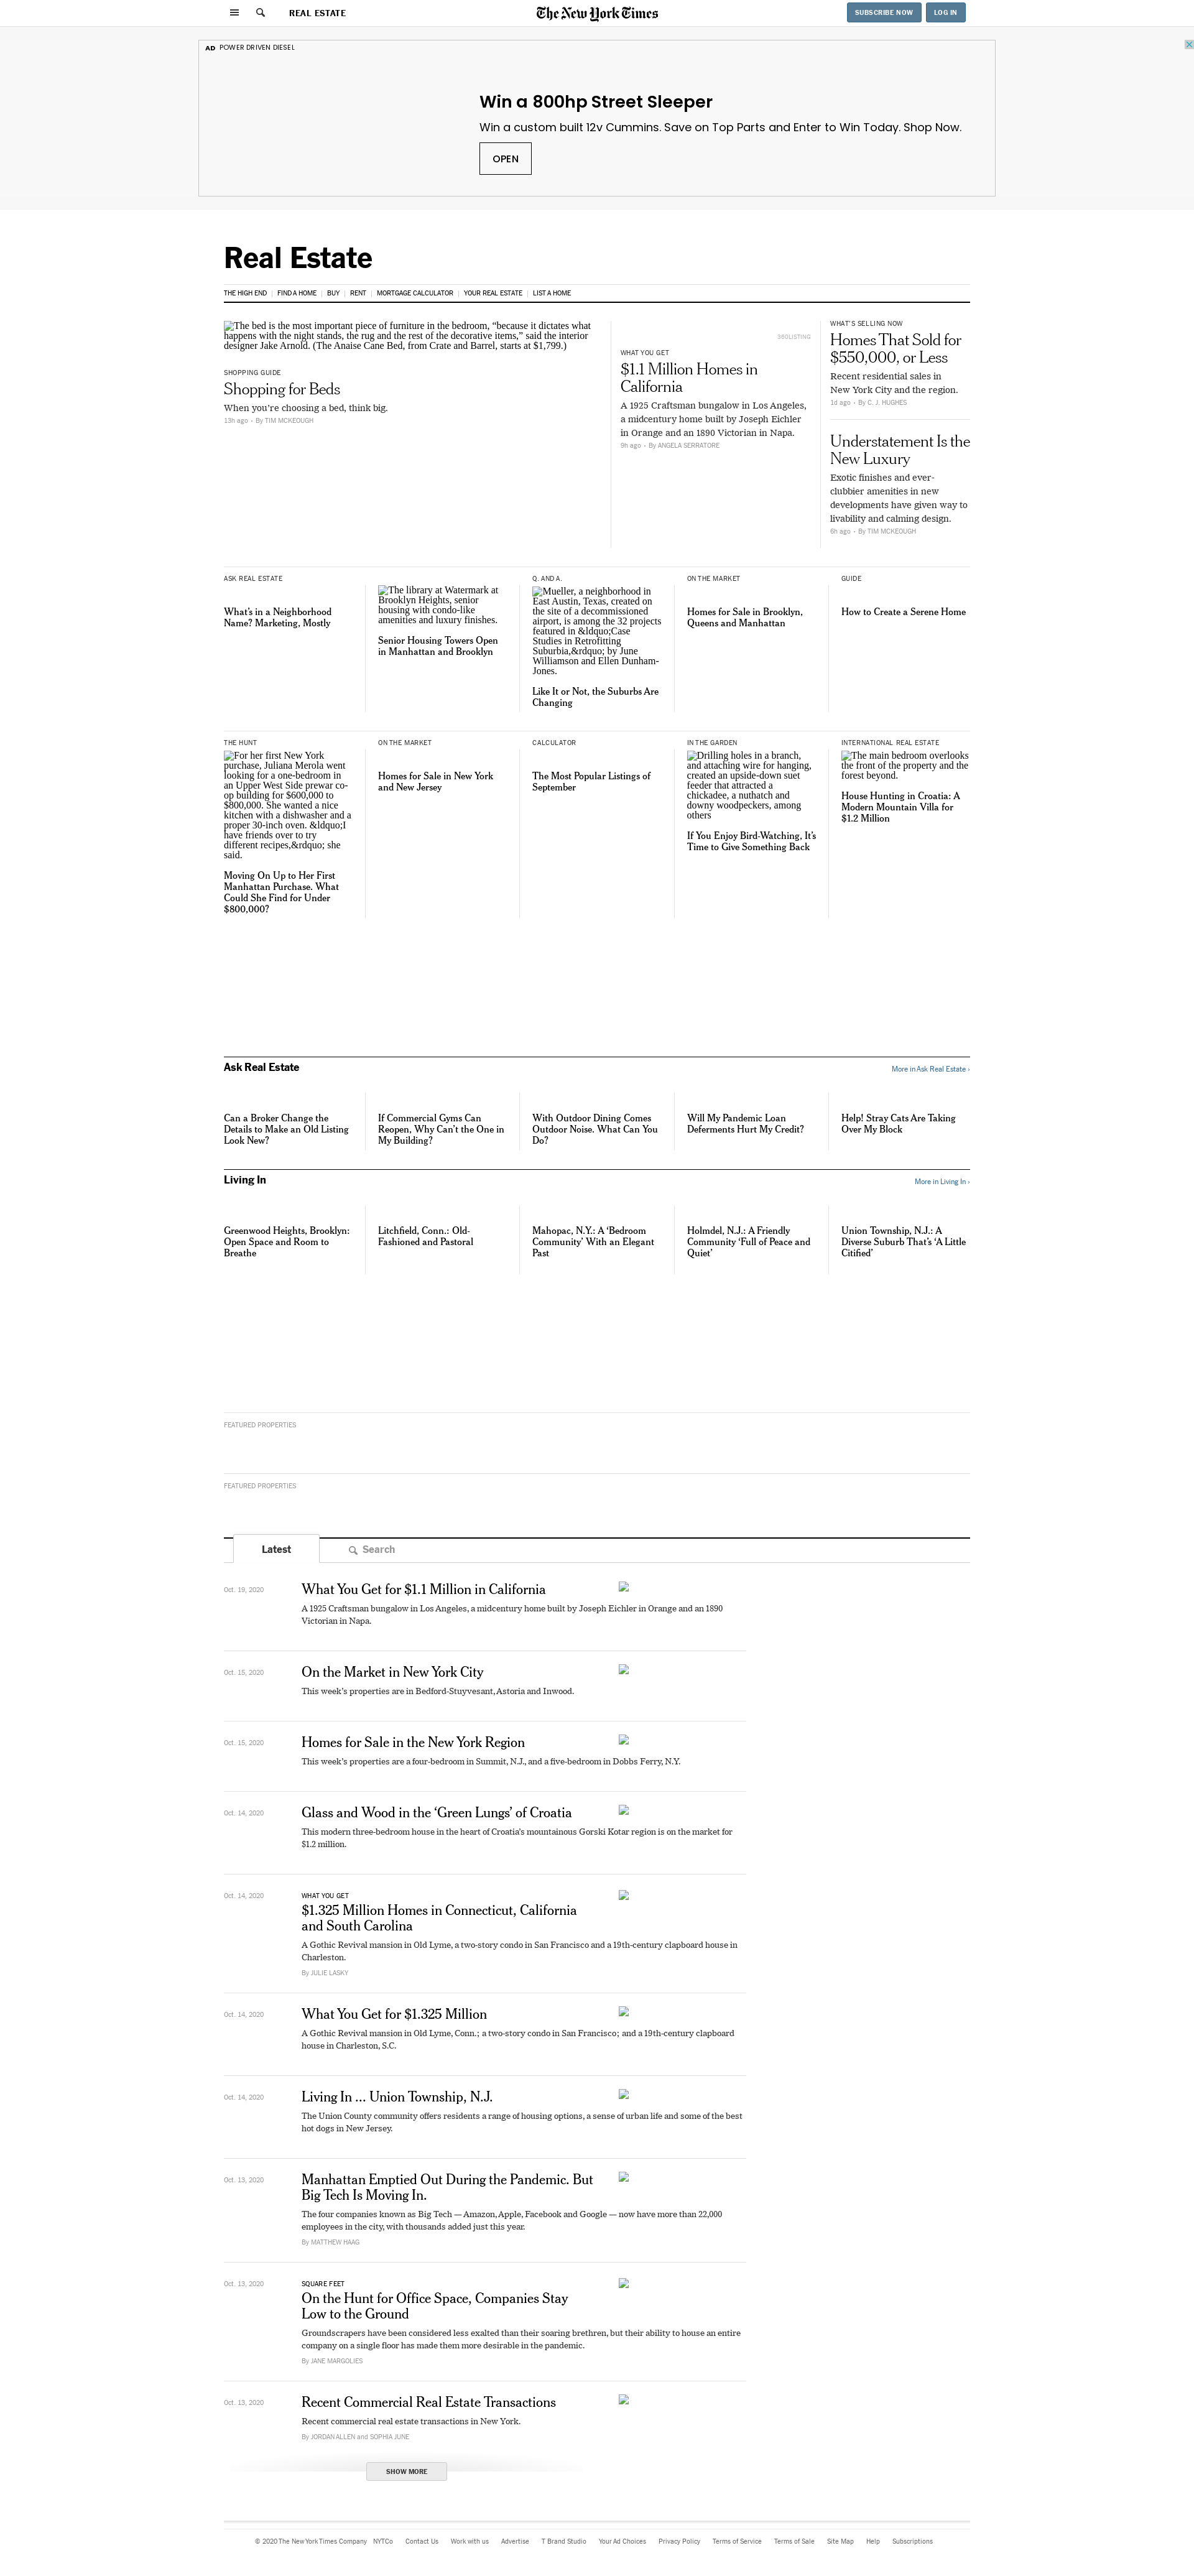 REAL ESTATE
The New York Times
SUBSCRIBE NOW
LOG IN
AD POWER DRIVEN DIESEL
Win a 800hp Street Sleeper
Win a custom built 12v Cummins. Save on Top Parts and Enter to Win Today. Shop Now.
OPEN
Real Estate
THE HIGH END | FIND A HOME | BUY | RENT | MORTGAGE CALCULATOR | YOUR REAL ESTATE | LIST A HOME
The bed is the most important piece of furniture in the bedroom, “because it dictates what
happens with the night stands, the rug and the rest of the decorative items,” said the interior
designer Jake Arnold. (The Anaise Cane Bed, from Crate and Barrel, starts at $1,799.)
SHOPPING GUIDE
Shopping for Beds
When you’re choosing a bed, think big.
13h ago - By TIM MCKEOUGH
360LISTING
WHAT YOU GET
$1.1 Million Homes in
California
A 1925 Craftsman bungalow in Los Angeles,
a midcentury home built by Joseph Eichler
in Orange and an 1890 Victorian in Napa.
9h ago - By ANGELA SERRATORE
WHAT’S SELLING NOW
Homes That Sold for
$550,000, or Less
Recent residential sales in
New York City and the region.
1d ago - By C. J. HUGHES
Understatement Is the
New Luxury
Exotic finishes and ever-
clubbier amenities in new
developments have given way to
livability and calming design.
6h ago - By TIM MCKEOUGH
ASK REAL ESTATE
What’s in a Neighborhood
Name? Marketing, Mostly
The library at Watermark at
Brooklyn Heights, senior
housing with condo-like
amenities and luxury finishes.
Senior Housing Towers Open
in Manhattan and Brooklyn
Q. AND A.
Mueller, a neighborhood in
East Austin, Texas, created on
the site of a decommissioned
airport, is among the 32 projects
featured in &ldquo;Case
Studies in Retrofitting
Suburbia,&rdquo; by June
Williamson and Ellen Dunham-
Jones.
Like It or Not, the Suburbs Are
Changing
ON THE MARKET
Homes for Sale in Brooklyn,
Queens and Manhattan
GUIDE
How to Create a Serene Home
THE HUNT
For her first New York
purchase, Juliana Merola went
looking for a one-bedroom in
an Upper West Side prewar co-
op building for $600,000 to
$800,000. She wanted a nice
kitchen with a dishwasher and a
proper 30-inch oven. &ldquo;I
have friends over to try
different recipes,&rdquo; she
said.
Moving On Up to Her First
Manhattan Purchase. What
Could She Find for Under
$800,000?
ON THE MARKET
Homes for Sale in New York
and New Jersey
CALCULATOR
The Most Popular Listings of
September
IN THE GARDEN
Drilling holes in a branch,
and attaching wire for hanging,
created an upside-down suet
feeder that attracted a
chickadee, a nuthatch and
downy woodpeckers, among
others
If You Enjoy Bird-Watching, It’s
Time to Give Something Back
INTERNATIONAL REAL ESTATE
The main bedroom overlooks
the front of the property and the
forest beyond.
House Hunting in Croatia: A
Modern Mountain Villa for
$1.2 Million
Ask Real Estate
More in Ask Real Estate ›
Can a Broker Change the
Details to Make an Old Listing
Look New?
If Commercial Gyms Can
Reopen, Why Can’t the One in
My Building?
With Outdoor Dining Comes
Outdoor Noise. What Can You
Do?
Will My Pandemic Loan
Deferments Hurt My Credit?
Help! Stray Cats Are Taking
Over My Block
Living In
More in Living In ›
Greenwood Heights, Brooklyn:
Open Space and Room to
Breathe
Litchfield, Conn.: Old-
Fashioned and Pastoral
Mahopac, N.Y.: A ‘Bedroom
Community’ With an Elegant
Past
Holmdel, N.J.: A Friendly
Community ‘Full of Peace and
Quiet’
Union Township, N.J.: A
Diverse Suburb That’s ‘A Little
Citified’
FEATURED PROPERTIES
FEATURED PROPERTIES
Latest
Search
Oct. 19, 2020
What You Get for $1.1 Million in California
A 1925 Craftsman bungalow in Los Angeles, a midcentury home built by Joseph Eichler in Orange and an 1890
Victorian in Napa.
Oct. 15, 2020
On the Market in New York City
This week’s properties are in Bedford-Stuyvesant, Astoria and Inwood.
Oct. 15, 2020
Homes for Sale in the New York Region
This week’s properties are a four-bedroom in Summit, N.J., and a five-bedroom in Dobbs Ferry, N.Y.
Oct. 14, 2020
Glass and Wood in the ‘Green Lungs’ of Croatia
This modern three-bedroom house in the heart of Croatia’s mountainous Gorski Kotar region is on the market for
$1.2 million.
Oct. 14, 2020
WHAT YOU GET
$1.325 Million Homes in Connecticut, California
and South Carolina
A Gothic Revival mansion in Old Lyme, a two-story condo in San Francisco and a 19th-century clapboard house in
Charleston.
By JULIE LASKY
Oct. 14, 2020
What You Get for $1.325 Million
A Gothic Revival mansion in Old Lyme, Conn.; a two-story condo in San Francisco; and a 19th-century clapboard
house in Charleston, S.C.
Oct. 14, 2020
Living In ... Union Township, N.J.
The Union County community offers residents a range of housing options, a sense of urban life and some of the best
hot dogs in New Jersey.
Oct. 13, 2020
Manhattan Emptied Out During the Pandemic. But
Big Tech Is Moving In.
The four companies known as Big Tech — Amazon, Apple, Facebook and Google — now have more than 22,000
employees in the city, with thousands added just this year.
By MATTHEW HAAG
Oct. 13, 2020
SQUARE FEET
On the Hunt for Office Space, Companies Stay
Low to the Ground
Groundscrapers have been considered less exalted than their soaring brethren, but their ability to house an entire
company on a single floor has made them more desirable in the pandemic.
By JANE MARGOLIES
Oct. 13, 2020
Recent Commercial Real Estate Transactions
Recent commercial real estate transactions in New York.
By JORDAN ALLEN and SOPHIA JUNE
SHOW MORE
© 2020 The New York Times Company NYTCo Contact Us Work with us Advertise T Brand Studio Your Ad Choices Privacy Policy Terms of Service Terms of Sale Site Map Help Subscriptions